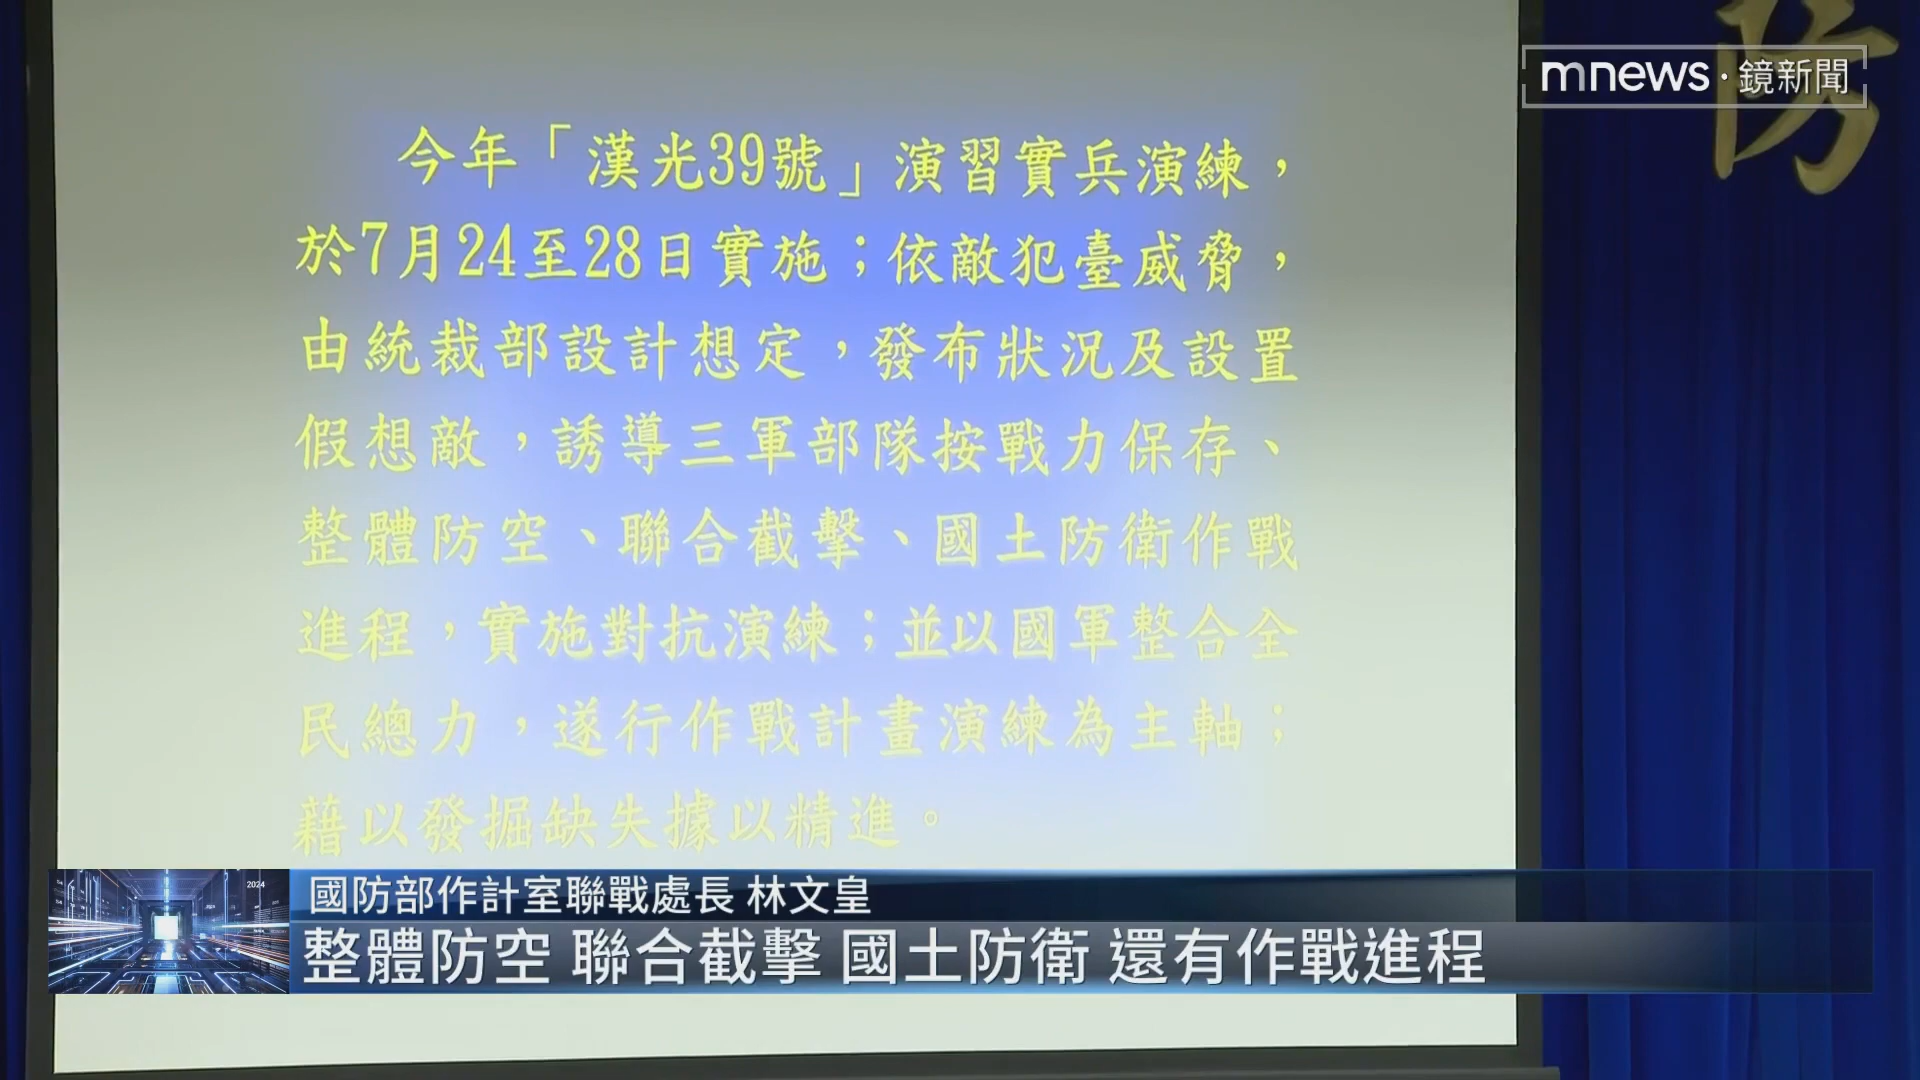 防
mnews·鏡新聞
今年「漢光39號」演習實兵演練，
於7月24至28日實施；依敵犯臺威脅，
由統裁部設計想定，發布狀況及設置
假想敵，誘導三軍部隊按戰力保存、
整體防空、聯合截擊、國土防衛作戰
進程，實施對抗演練；並以國軍整合全
民總力，遂行作戰計畫演練為主軸；
藉以發掘缺失據以精進。
2024
國防部作計室聯戰處長 林文皇
整體防空 聯合截擊 國土防衛 還有作戰進程